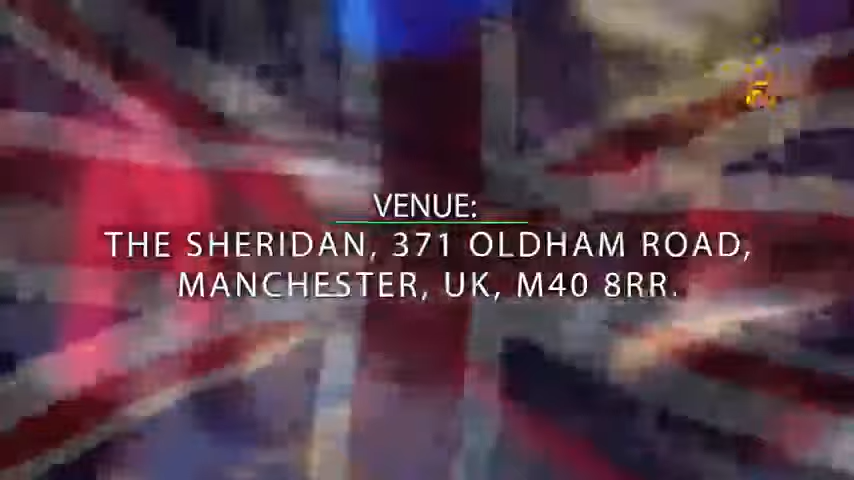 VENUE:
THE SHERIDAN, 371 OLDHAM ROAD,
MANCHESTER, UK, M40 8RR.